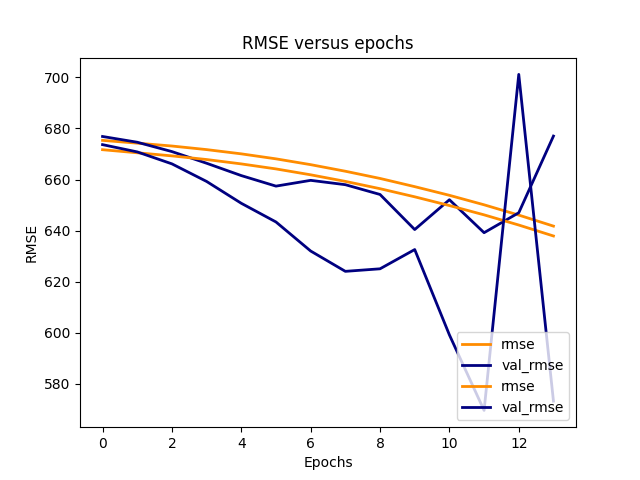 RMSE versus epochs
RMSE
700
680
660
640
620
600
580
0 2 4 6 8 10 12
Epochs
rmse
val_rmse
rmse
val_rmse